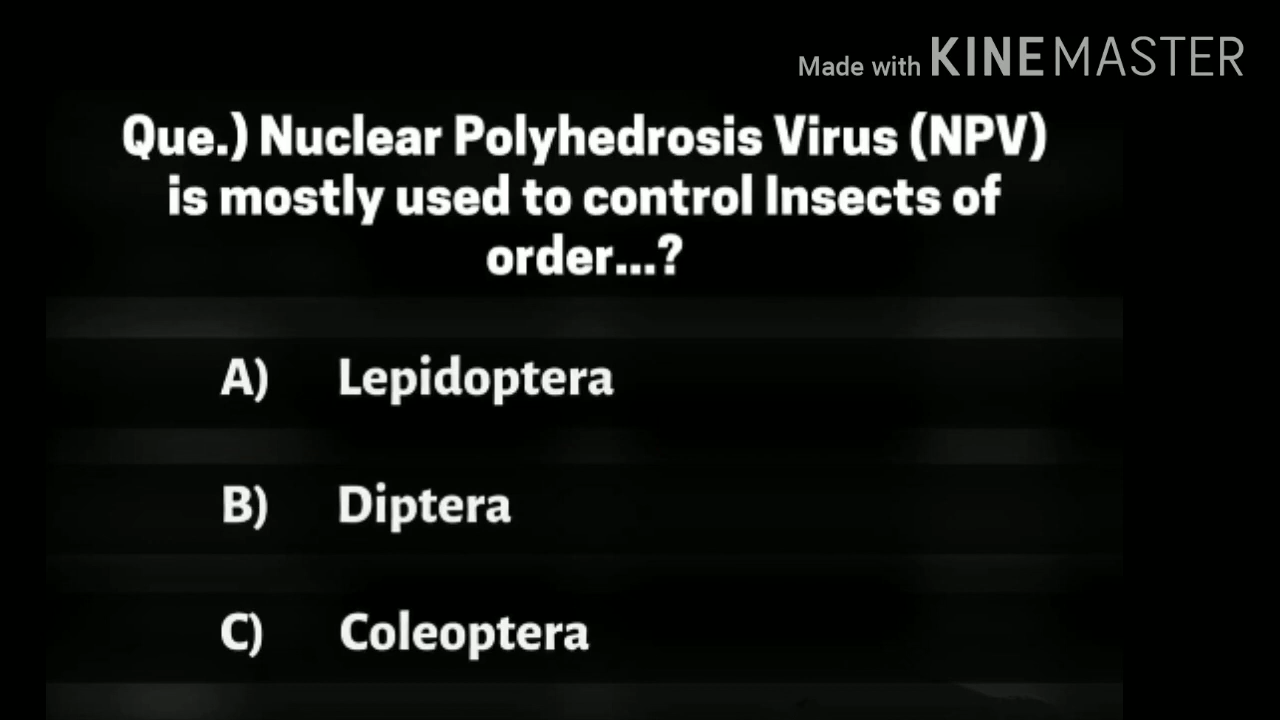 Made with KINEMASTER
Que.) Nuclear Polyhedrosis Virus (NPV)
is mostly used to control Insects of
order...?
A) Lepidoptera
B) Diptera
C) Coleoptera